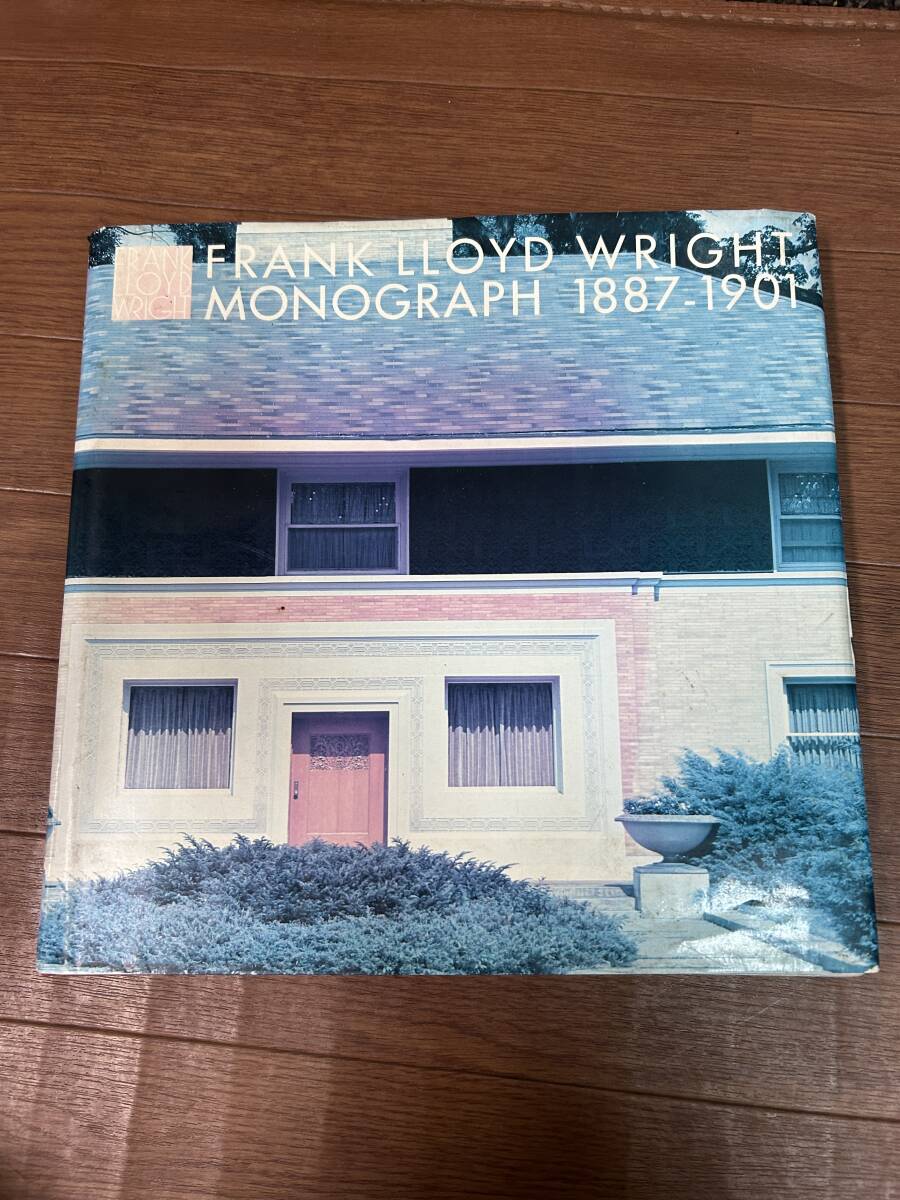 FRANK
LLOYD
WRIGHT
FRANK LLOYD WRIGHT
MONOGRAPH 1887-1901